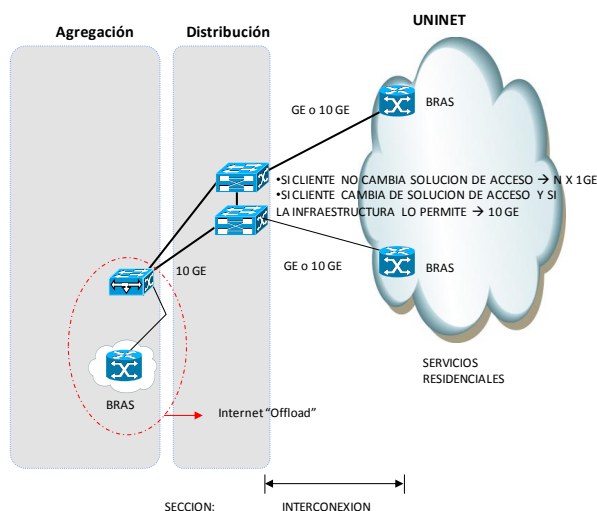 UNINET
Agregación
Distribución
GE o 10 GE
BRAS
•SI CLIENTE NO CAMBIA SOLUCION DE ACCESO → N X 1GE
•SI CLIENTE CAMBIA DE SOLUCION DE ACCESO Y SI
LA INFRAESTRUCTURA LO PERMITE → 10 GE
10 GE
GE o 10 GE
BRAS
SERVICIOS
RESIDENCIALES
BRAS
Internet “Offload”
SECCION:
INTERCONEXION